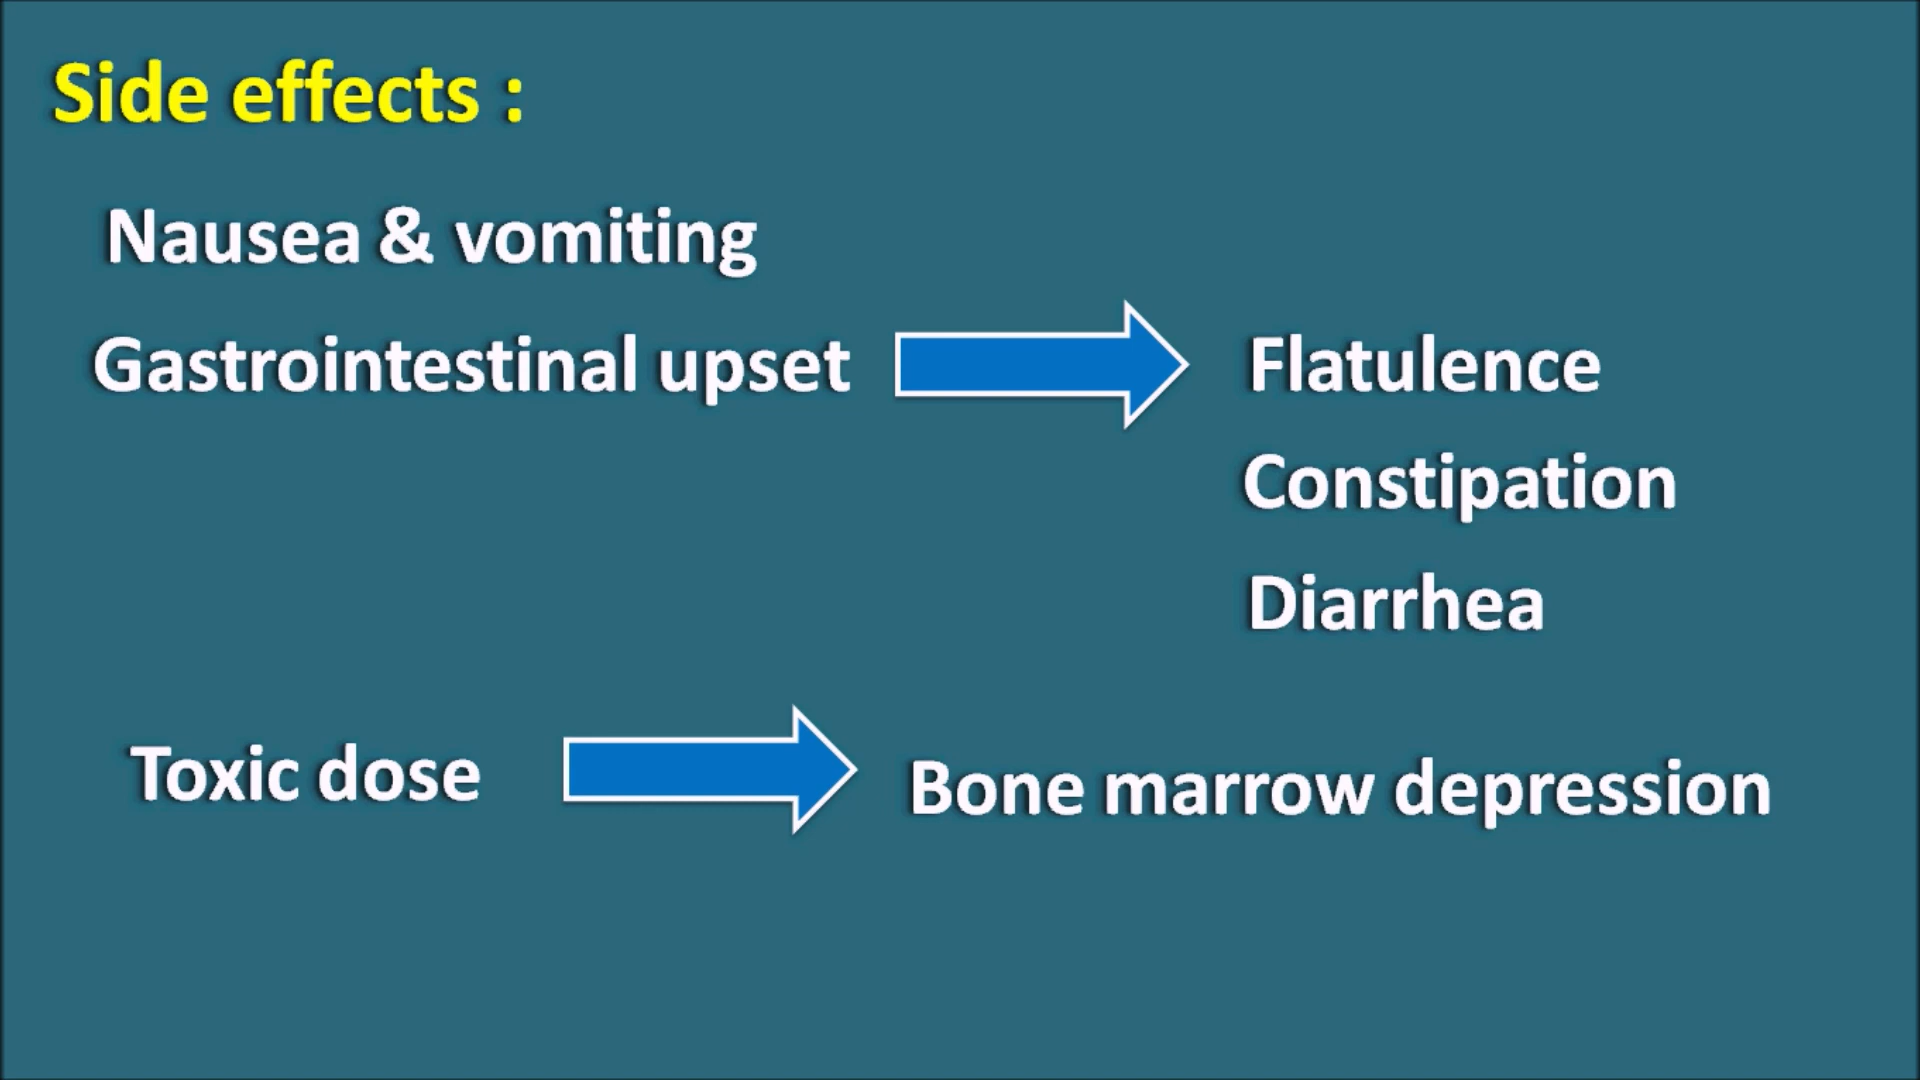 Side effects :
Nausea & vomiting
Gastrointestinal upset
Flatulence
Constipation
Diarrhea
Toxic dose
Bone marrow depression